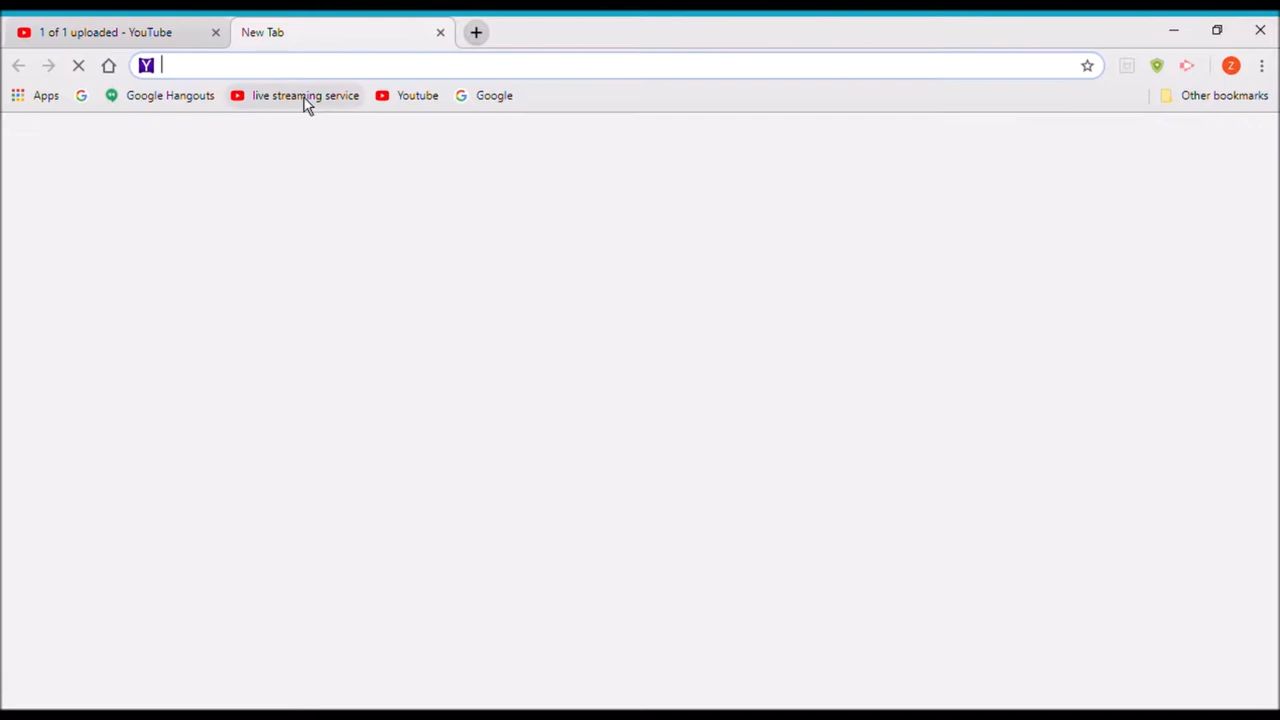 1 of 1 uploaded - YouTube New Tab
Y
Apps Google Hangouts live streaming service Youtube Google Other bookmarks
Z